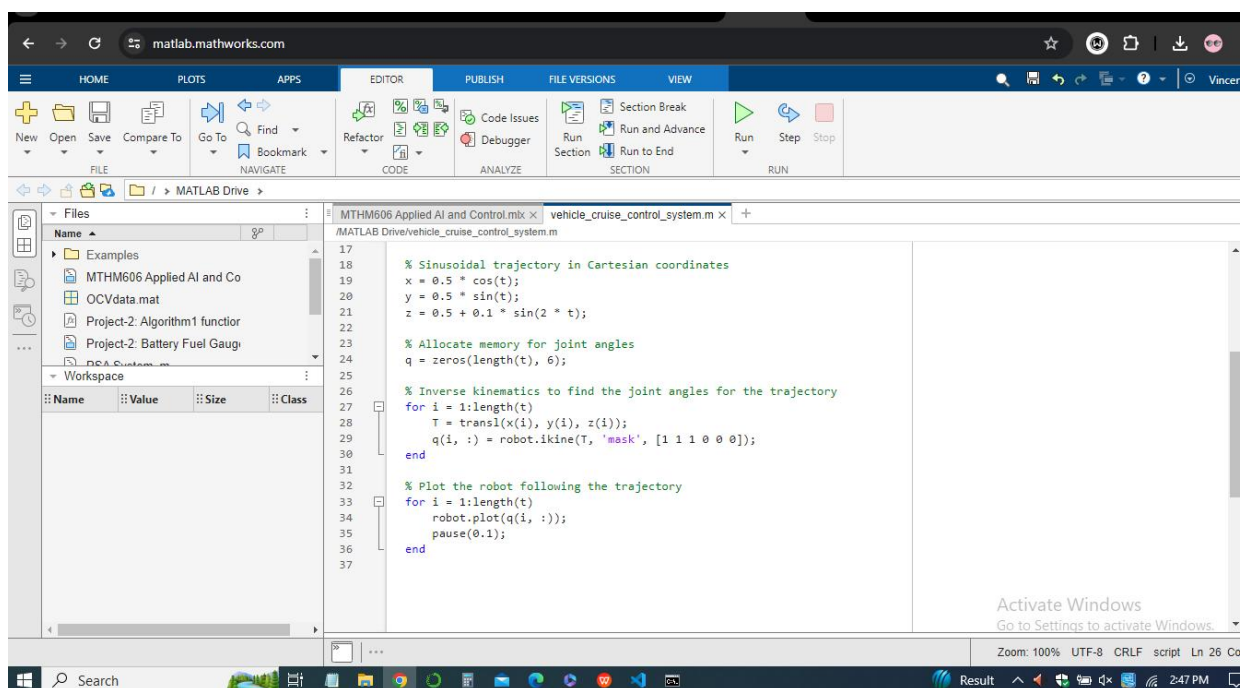 matlab.mathworks.com
HOME PLOTS APPS EDITOR PUBLISH FILE VERSIONS VIEW
Vincer
New Open Save Compare To Go To Find Bookmark Refactor Code Issues Debugger Run Section Section Break Run and Advance Run to End Run Step Stop
FILE NAVIGATE CODE ANALYZE SECTION RUN
/ > MATLAB Drive >
Files
Name
Examples
MTHM606 Applied AI and Co
OCVdata.mat
Project-2: Algorithm1 function
Project-2: Battery Fuel Gauge
Workspace
Name Value Size Class
MTHM606 Applied AI and Control.mlx × vehicle_cruise_control_system.m × +
/MATLAB Drive/vehicle_cruise_control_system.m
17
18 % Sinusoidal trajectory in Cartesian coordinates
19 x = 0.5 * cos(t);
20 y = 0.5 * sin(t);
21 z = 0.5 + 0.1 * sin(2 * t);
22
23 % Allocate memory for joint angles
24 q = zeros(length(t), 6);
25
26 % Inverse kinematics to find the joint angles for the trajectory
27 for i = 1:length(t)
28 T = transl(x(i), y(i), z(i));
29 q(i, :) = robot.ikine(T, 'mask', [1 1 1 0 0 0]);
30 end
31
32 % Plot the robot following the trajectory
33 for i = 1:length(t)
34 robot.plot(q(i, :));
35 pause(0.1);
36 end
37
Activate Windows
Go to Settings to activate Windows.
Zoom: 100% UTF-8 CRLF script Ln 26 Co
Search
Result
2:47 PM